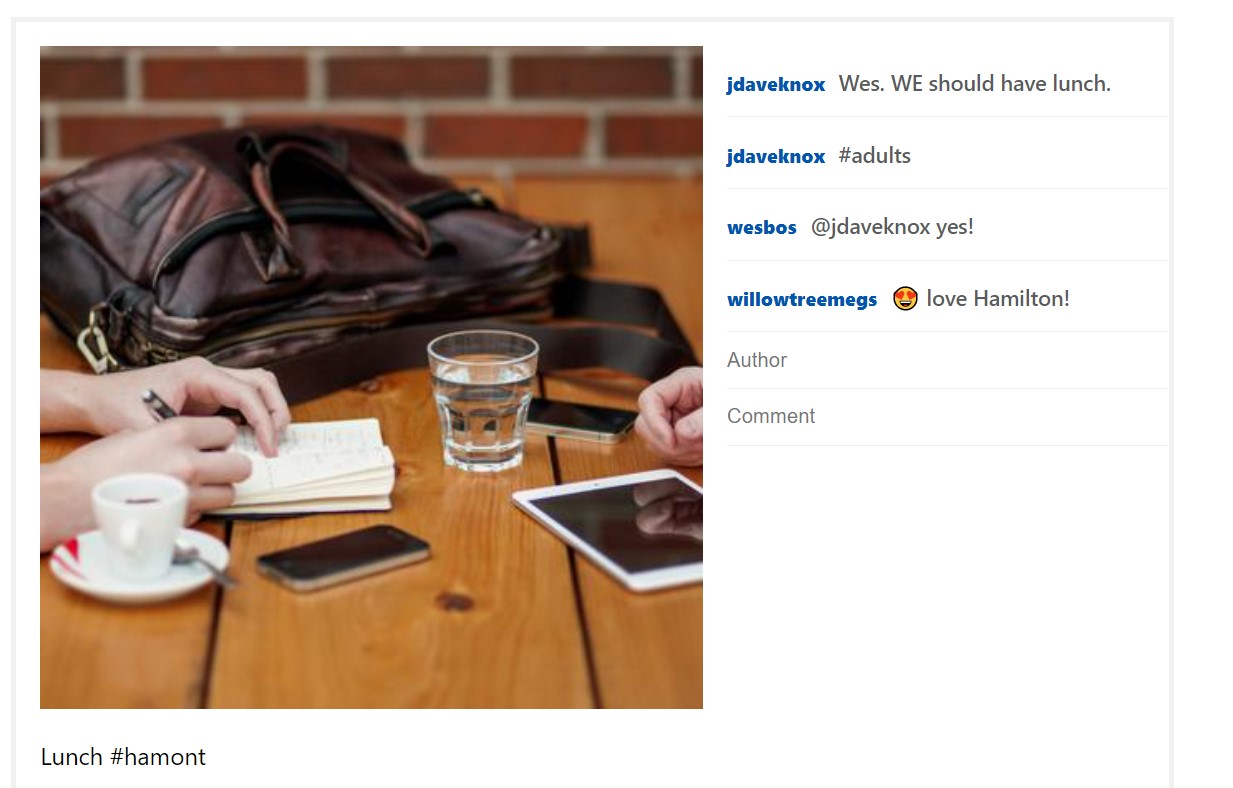 jdaveknox Wes. WE should have lunch.
jdaveknox #adults
wesbos @jdaveknox yes!
willowtreemegs 😍 love Hamilton!
Author
Comment
Lunch #hamont